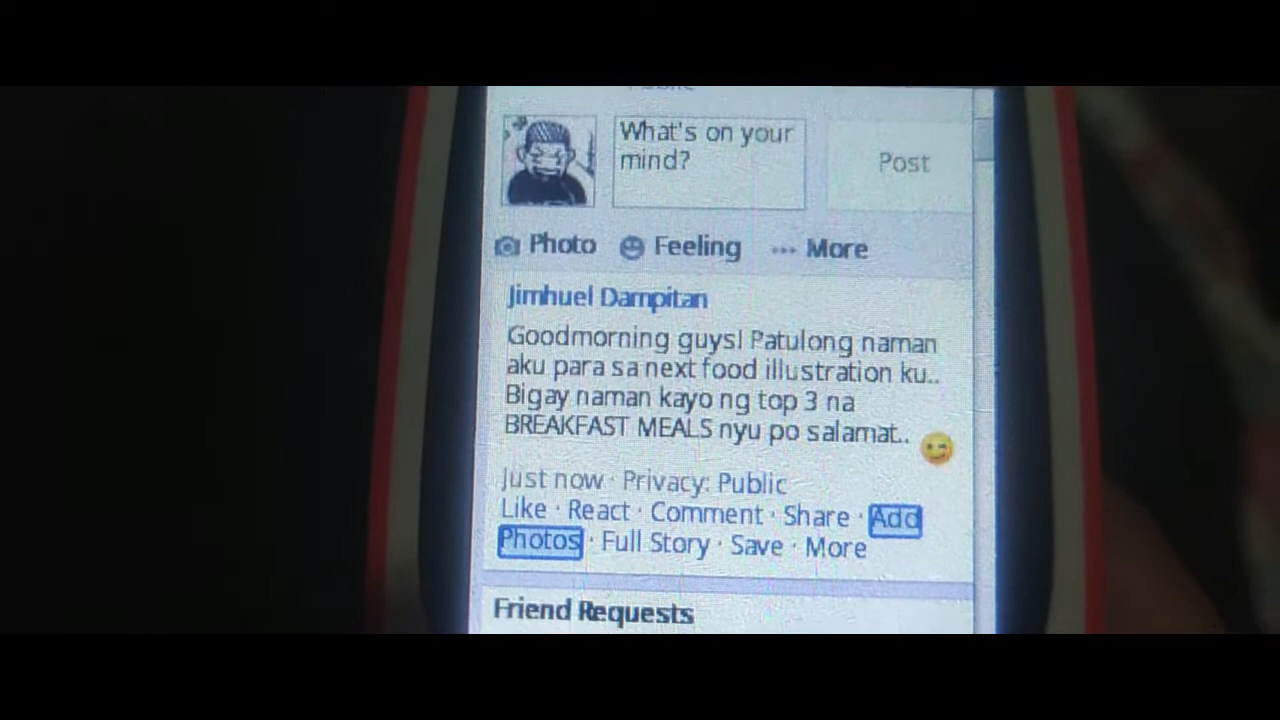 What's on your
mind?
Post
Photo
Feeling
More
Jimhuel Dampitan
Goodmorning guys! Patulong naman
aku para sa next food illustration ku..
Bigay naman kayo ng top 3 na
BREAKFAST MEALS nyu po salamat..
Just now · Privacy: Public
Like · React · Comment · Share · Add
Photos · Full Story · Save · More
Friend Requests